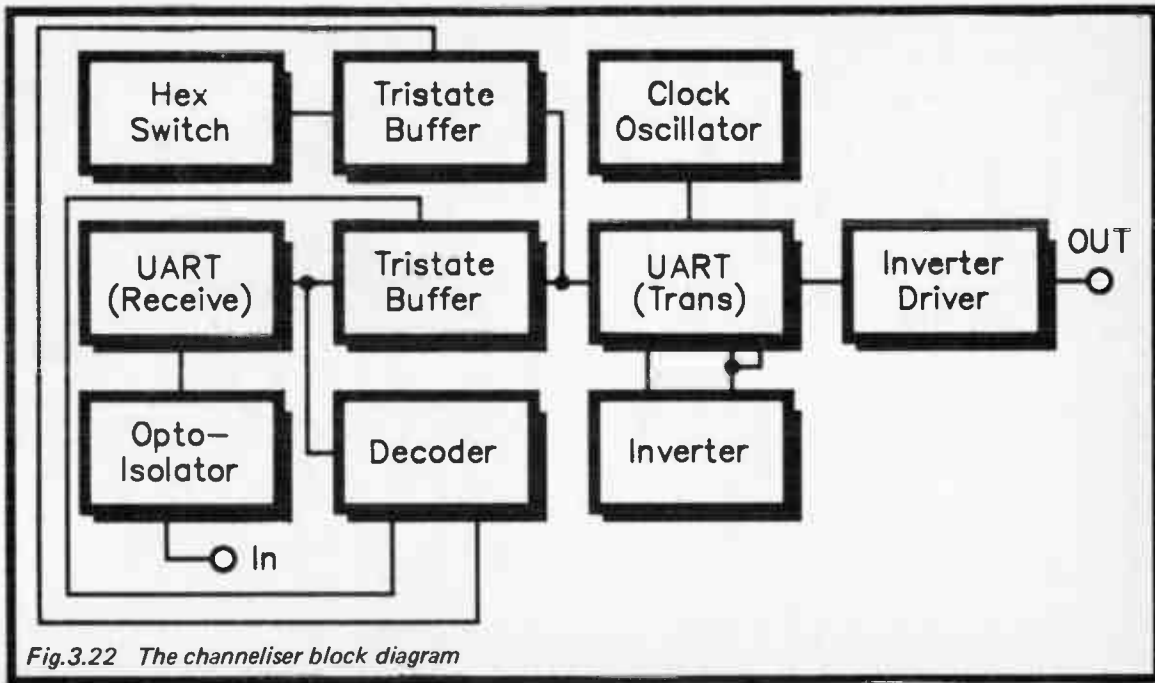 Hex
Switch
Tristate
Buffer
Clock
Oscillator
UART
(Receive)
Tristate
Buffer
UART
(Trans)
Inverter
Driver
OUT
Opto-
Isolator
Decoder
Inverter
In
Fig.3.22 The channeliser block diagram